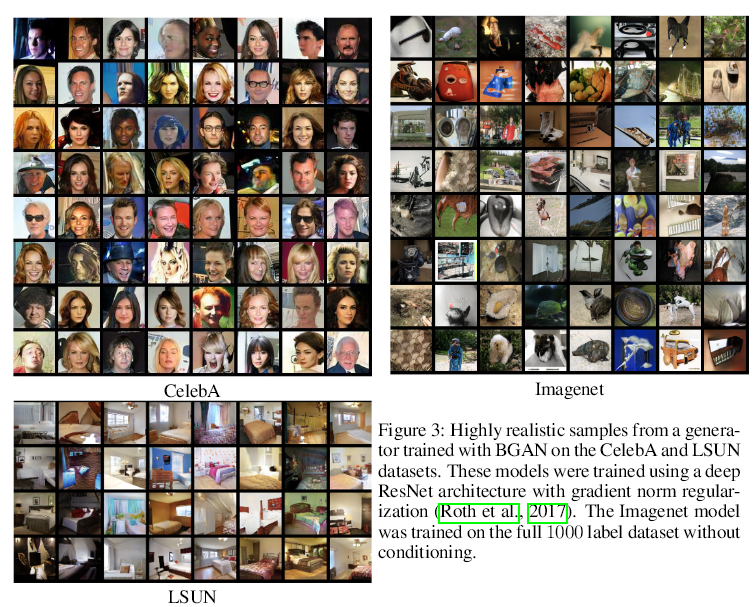 CelebA
Imagenet
LSUN
Figure 3: Highly realistic samples from a genera-
tor trained with BGAN on the CelebA and LSUN
datasets. These models were trained using a deep
ResNet architecture with gradient norm regular-
ization (Roth et al., 2017). The Imagenet model
was trained on the full 1000 label dataset without
conditioning.